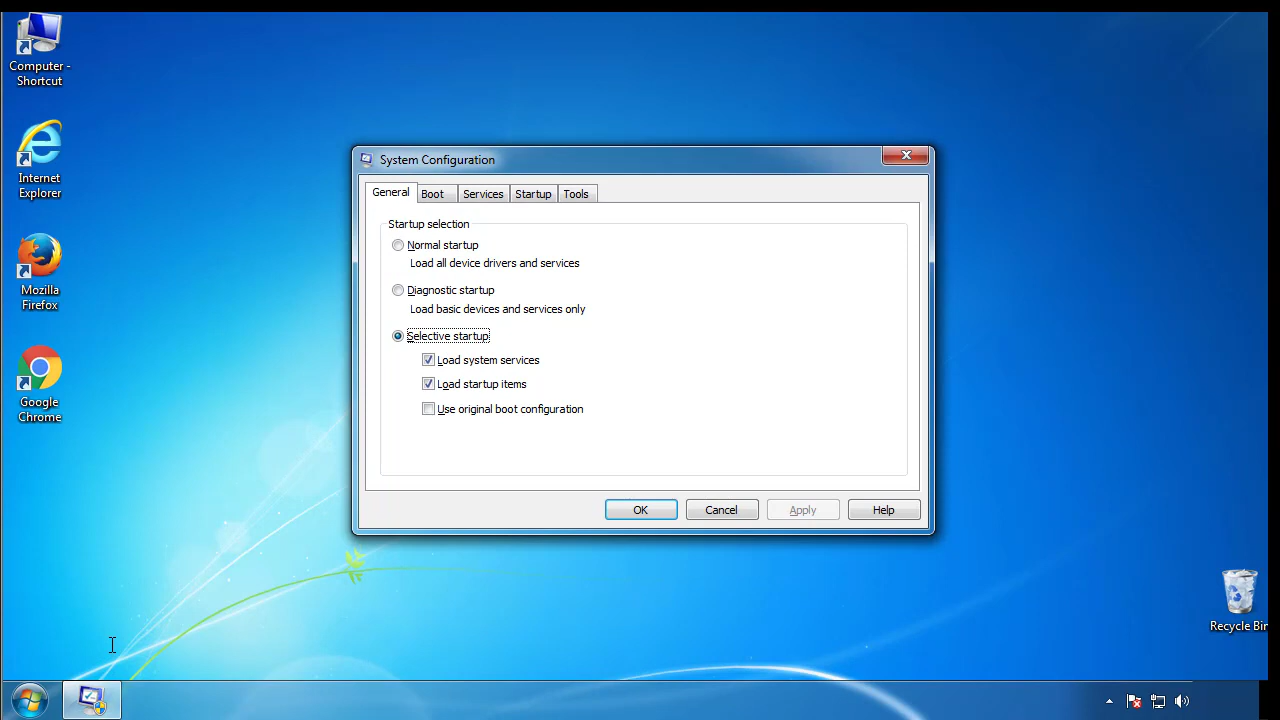 Computer -
Shortcut
Internet
Explorer
Mozilla
Firefox
Google
Chrome
System Configuration
General
Boot
Services
Startup
Tools
Startup selection
Normal startup
Load all device drivers and services
Diagnostic startup
Load basic devices and services only
Selective startup
Load system services
Load startup items
Use original boot configuration
OK
Cancel
Apply
Help
Recycle Bin